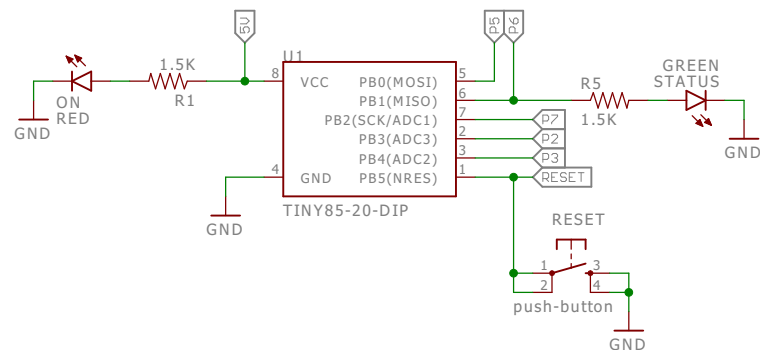 5V
P5
P6
U1
1.5K
R1
ON
RED
GND
8
VCC
PB0(MOSI)
5
PB1(MISO)
6
PB2(SCK/ADC1)
7
P7
PB3(ADC3)
2
P2
PB4(ADC2)
3
P3
4
GND
PB5(NRES)
1
RESET
TINY85-20-DIP
GND
R5
1.5K
GREEN
STATUS
GND
RESET
1
3
2
4
push-button
GND